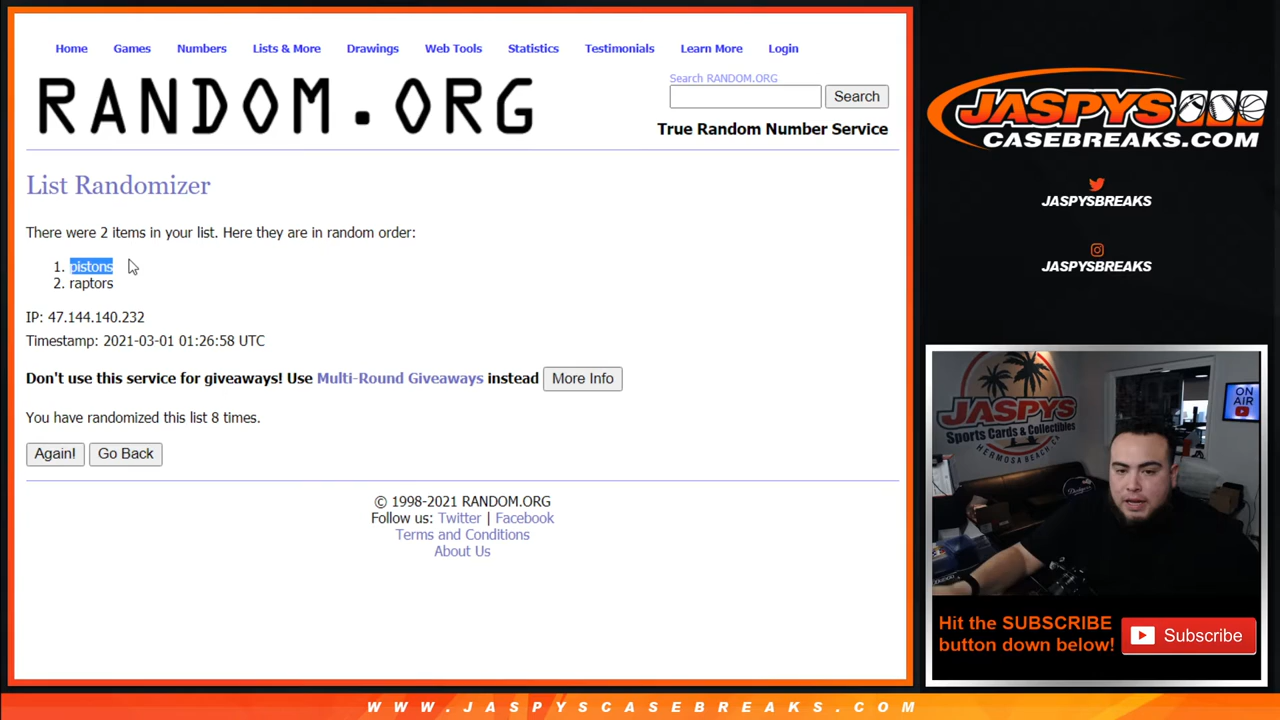 Home Games Numbers Lists & More Drawings Web Tools Statistics Testimonials Learn More Login
RANDOM.ORG
Search RANDOM.ORG
Search
True Random Number Service
List Randomizer
There were 2 items in your list. Here they are in random order:
1. pistons
2. raptors
IP: 47.144.140.232
Timestamp: 2021-03-01 01:26:58 UTC
Don't use this service for giveaways! Use Multi-Round Giveaways instead More Info
You have randomized this list 8 times.
Again! Go Back
© 1998-2021 RANDOM.ORG
Follow us: Twitter | Facebook
Terms and Conditions
About Us
JASPYS
CASEBREAKS.COM
JASPYSBREAKS
JASPYSBREAKS
ON
AIR
JASPYS
Sports Cards & Collectibles
HERMOSA BEACH, CA
Dodgers
Hit the SUBSCRIBE
button down below!
Subscribe
WWW.JASPYSCASEBREAKS.COM